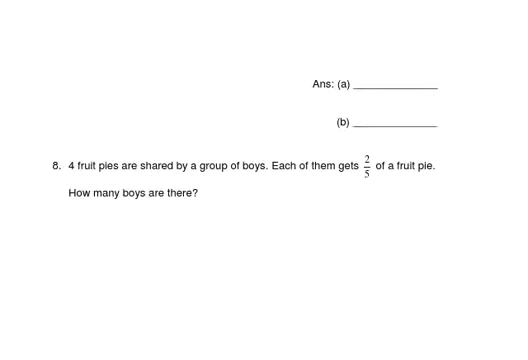 Ans: (a) _______________
(b) _______________
8. 4 fruit pies are shared by a group of boys. Each of them gets 2/5 of a fruit pie.
How many boys are there?